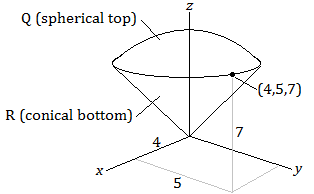 z
Q (spherical top)
(4,5,7)
R (conical bottom)
4
7
x
5
y